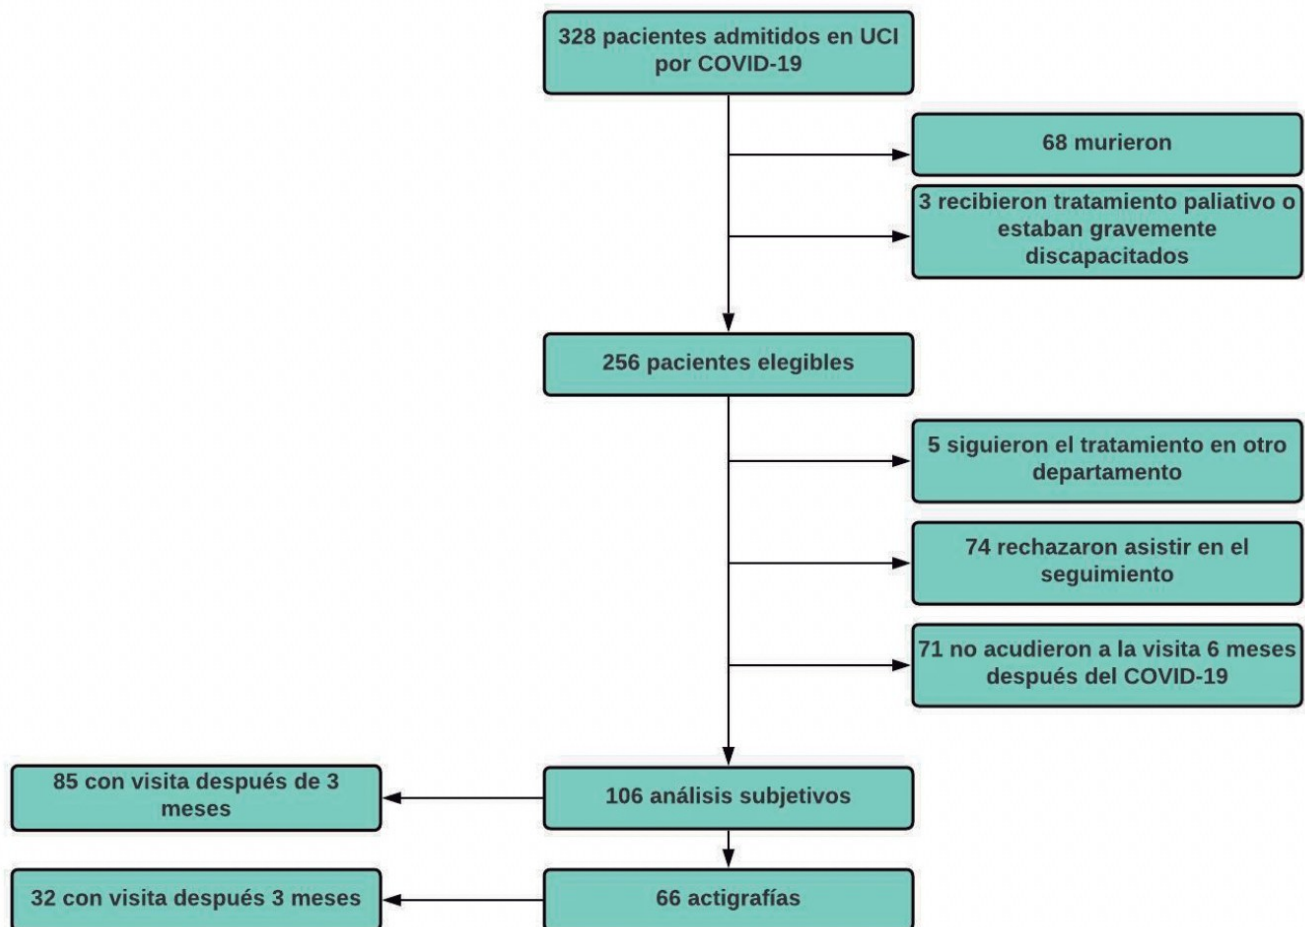 328 pacientes admitidos en UCI
por COVID-19
68 murieron
3 recibieron tratamiento paliativo o
estaban gravemente
discapacitados
256 pacientes elegibles
5 siguieron el tratamiento en otro
departamento
74 rechazaron asistir en el
seguimiento
71 no acudieron a la visita 6 meses
después del COVID-19
85 con visita después de 3
meses
106 análisis subjetivos
32 con visita después 3 meses
66 actigrafías